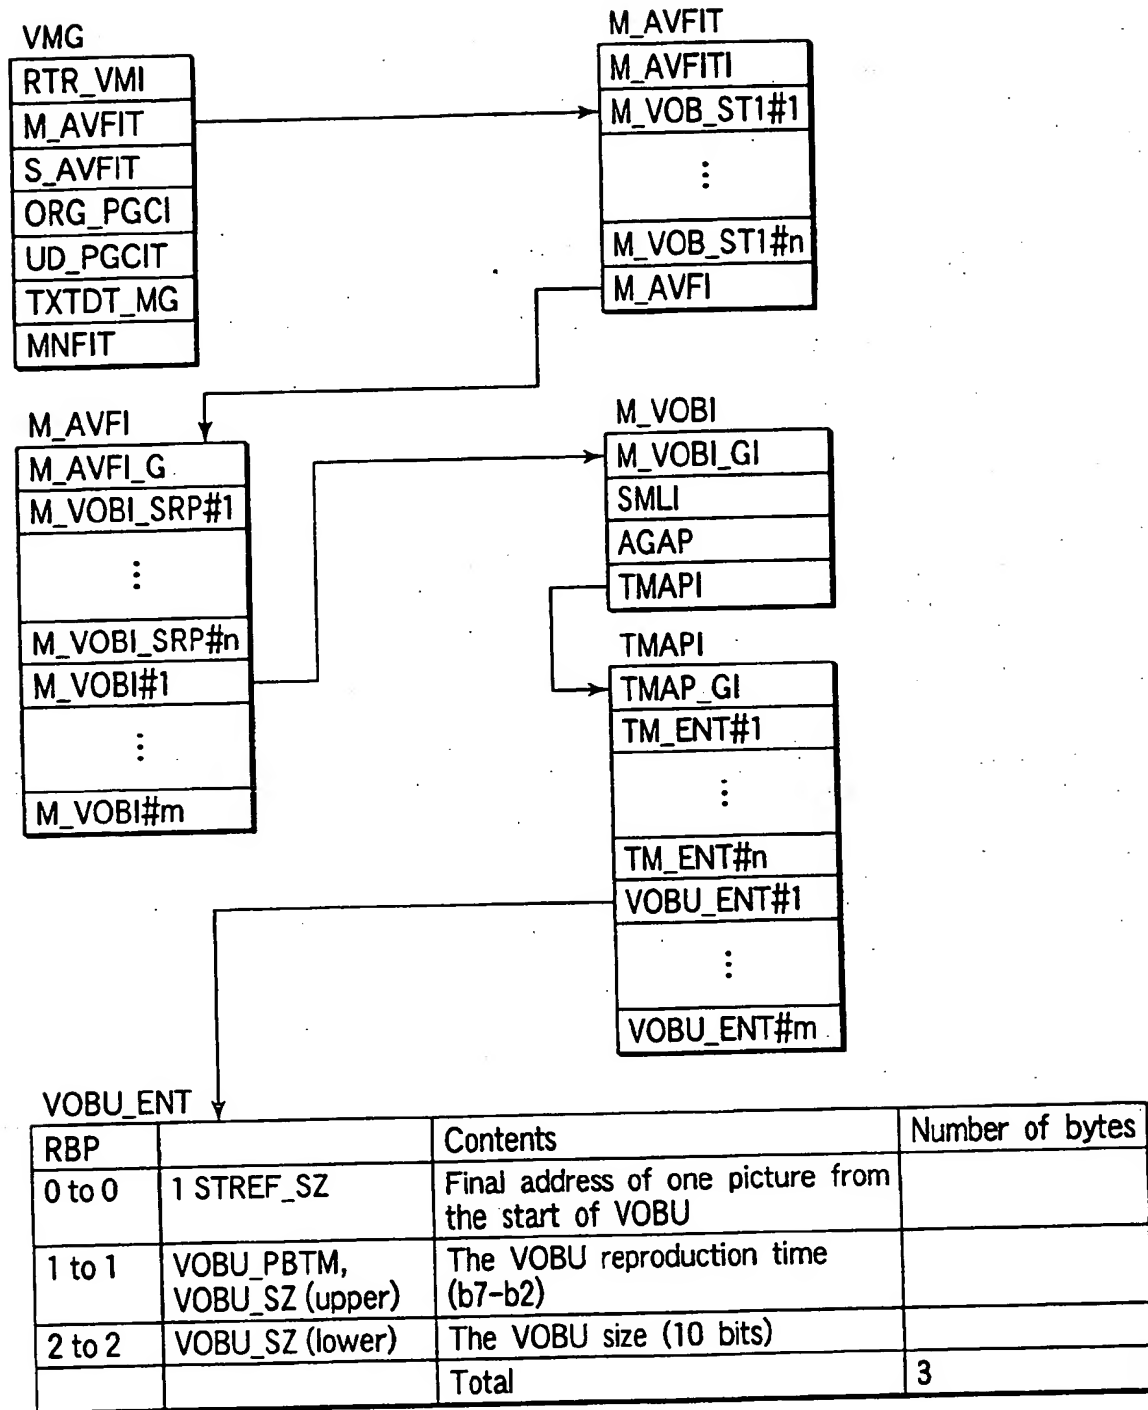 VMG
RTR_VMI
M_AVFIT
S_AVFIT
ORG_PGCI
UD_PGCIT
TXTDT_MG
MNFIT
M_AVFIT
M_AVFITI
M_VOB_ST1#1
⋮
M_VOB_ST1#n
M_AVFI
M_AVFI
M_AVFI_G
M_VOBI_SRP#1
⋮
M_VOBI_SRP#n
M_VOBI#1
⋮
M_VOBI#m
M_VOBI
M_VOBI_GI
SMLI
AGAP
TMAPI
TMAPI
TMAP_GI
TM_ENT#1
⋮
TM_ENT#n
VOBU_ENT#1
⋮
VOBU_ENT#m
VOBU_ENT
RBP Contents Number of bytes
0 to 0 1 STREF_SZ Final address of one picture from
the start of VOBU
1 to 1 VOBU_PBTM, The VOBU reproduction time
VOBU_SZ (upper) (b7-b2)
2 to 2 VOBU_SZ (lower) The VOBU size (10 bits)
Total 3